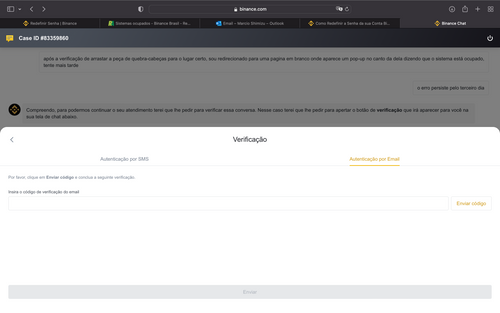 binance.com
Redefinir Senha | Binance
Sistemas ocupados - Binance Brasil - Re...
Email – Marcio Shimizu – Outlook
Como Redefinir a Senha da sua Conta Bi...
Binance Chat
Case ID #83359860
após a verificação de arrastar a peça de quebra-cabeças para o lugar certo, sou redirecionado para uma pagina em branco onde aparece um pop-up no canto da dela dizendo que o sistema está ocupado,
tente mais tarde
o erry persiste pelo terceiro dia
Compreendo, para podermos continuar o seu atendimento terei que lhe pedir para verificar essa conversa. Nesse caso terei que lhe pedir para apertar o botão de verificação que irá aparecer para você na
sua tela de chat abaixo.
Verificação
Autenticação por SMS
Autenticação por Email
Por favor, clique em Enviar código e conclua a seguinte verificação.
Insira o código de verificação do email
Enviar código
Enviar